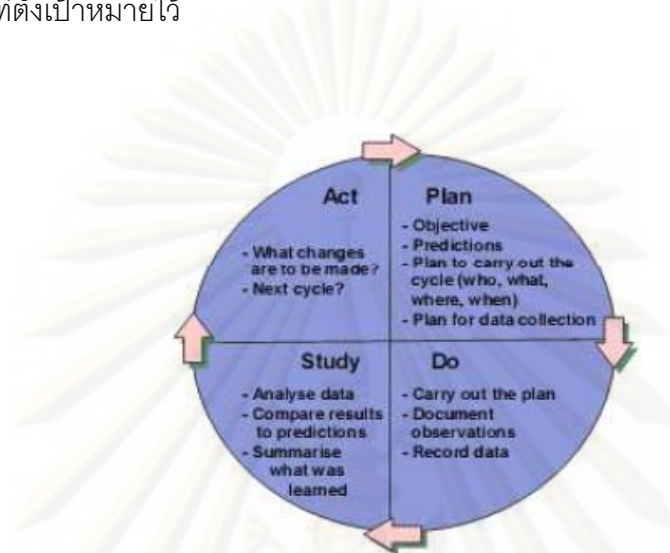 ที่ตั้งเป้าหมายไว้
Act
- What changes
are to be made?
- Next cycle?
Plan
- Objective
- Predictions
- Plan to carry out the
cycle (who, what,
where, when)
- Plan for data collection
Study
- Analyse data
- Compare results
to predictions
- Summarise
what was
learned
Do
- Carry out the plan
- Document
observations
- Record data